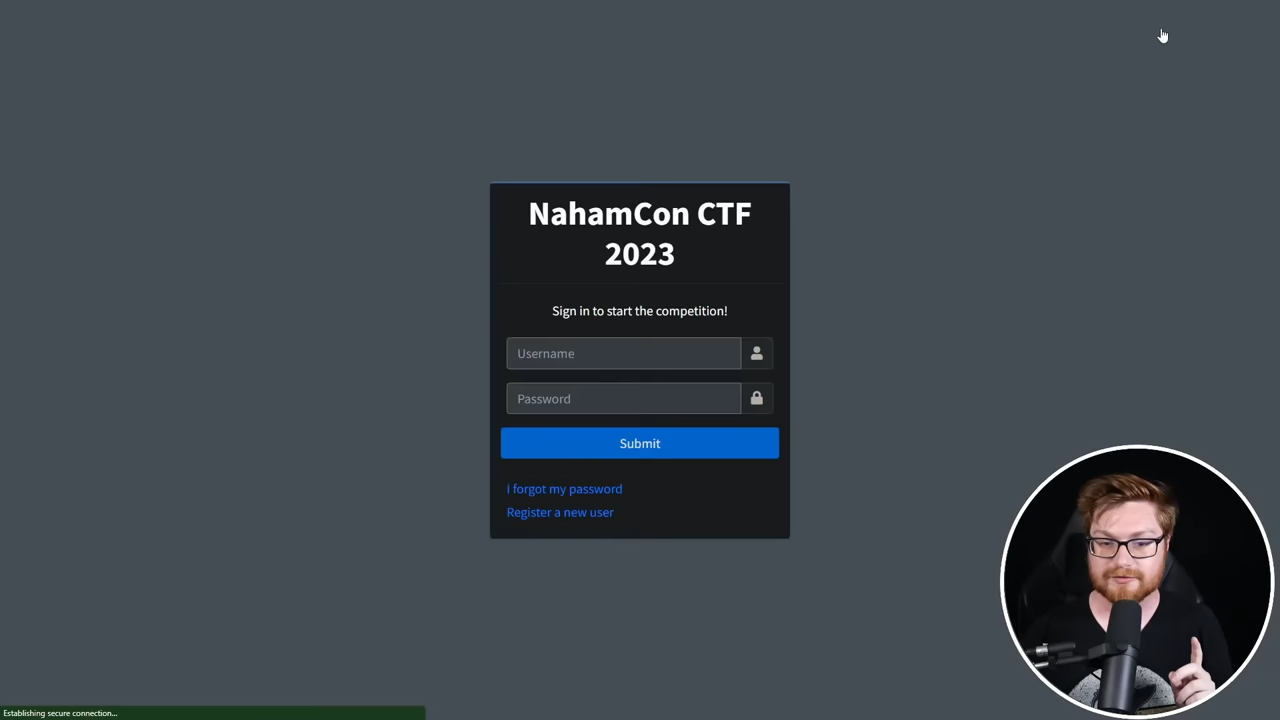 NahamCon CTF
2023
Sign in to start the competition!
Username
Password
Submit
I forgot my password
Register a new user
Establishing secure connection...